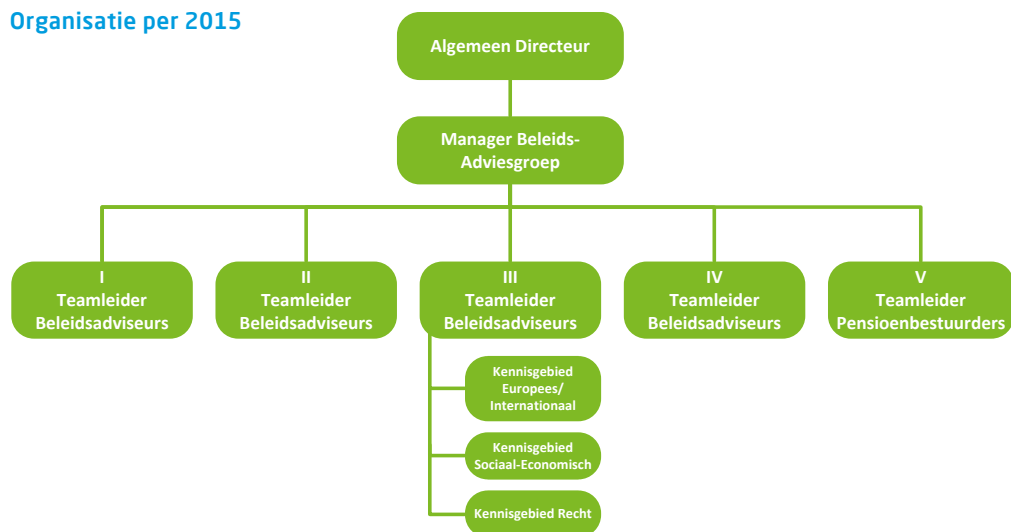 Organisatie per 2015
Algemeen Directeur
Manager Beleids-
Adviesgroep
I
Teamleider
Beleidsadviseurs
II
Teamleider
Beleidsadviseurs
III
Teamleider
Beleidsadviseurs
IV
Teamleider
Beleidsadviseurs
V
Teamleider
Pensioenbestuurders
Kennisgebied
Europees/
Internationaal
Kennisgebied
Sociaal-Economisch
Kennisgebied Recht